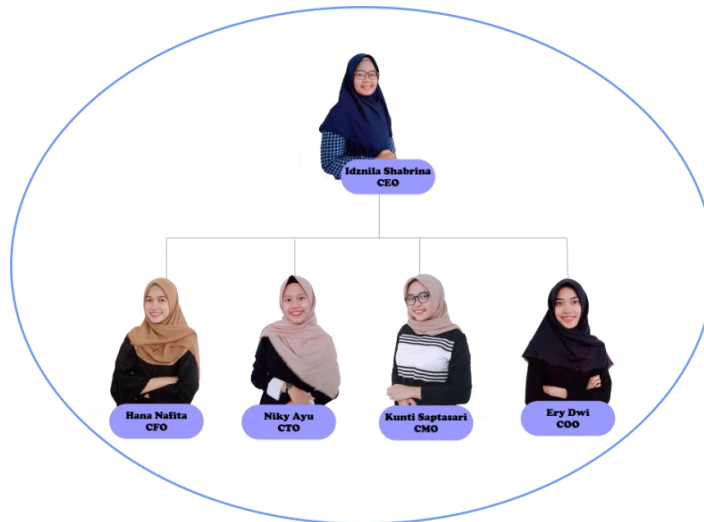 Idznila Shabrina
CEO
Hana Nafita
CFO
Niky Ayu
CTO
Kunti Saptasari
CMO
Ery Dwi
COO